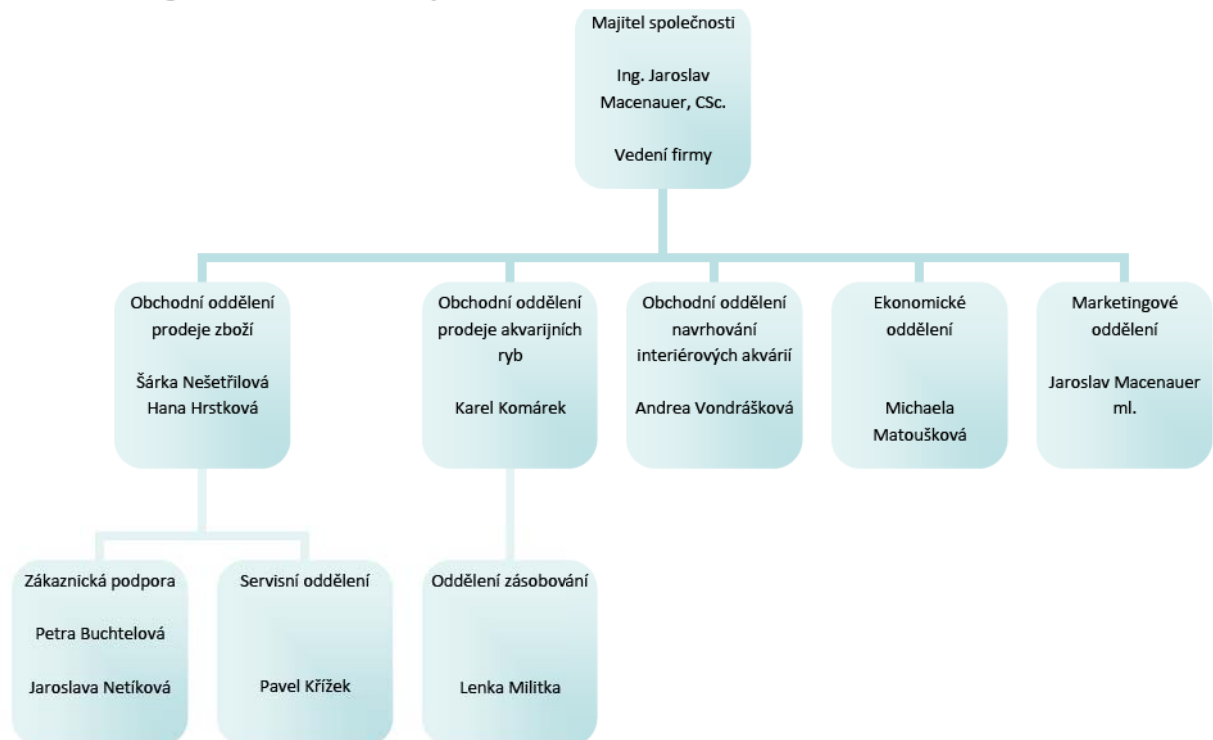 Majitel společnosti
Ing. Jaroslav
Macenauer, CSc.
Vedení firmy
Obchodní oddělení
prodeje zboží
Šárka Nešetřilová
Hana Hrstková
Obchodní oddělení
prodeje akvarijních
ryb
Karel Komárek
Obchodní oddělení
navrhování
interiérových akvárií
Andrea Vondrášková
Ekonomické
oddělení
Michaela
Matoušková
Marketingové
oddělení
Jaroslav Macenauer
ml.
Zákaznická podpora
Petra Buchtelová
Jaroslava Netíková
Servisní oddělení
Pavel Křížek
Oddělení zásobování
Lenka Militka